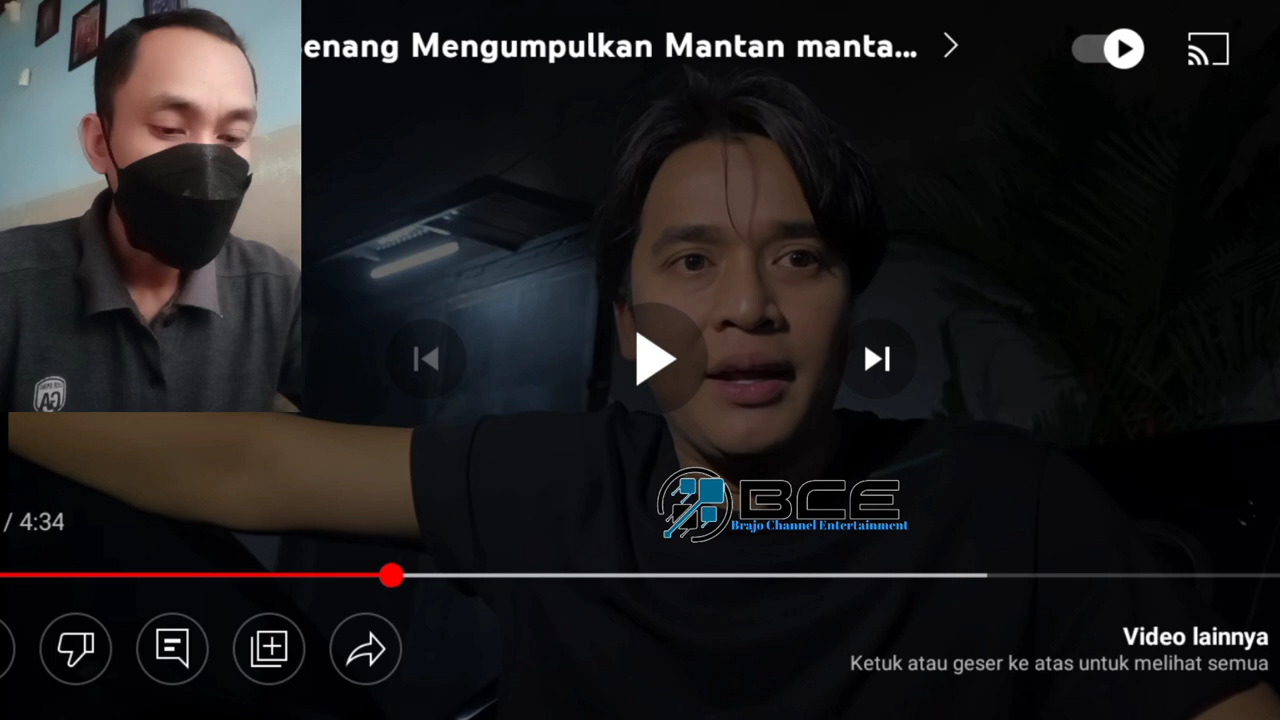 enang Mengumpulkan Mantan manta...
BCE
Brajo Channel Entertainment
/ 4:34
Video lainnya
Ketuk atau geser ke atas untuk melihat semua